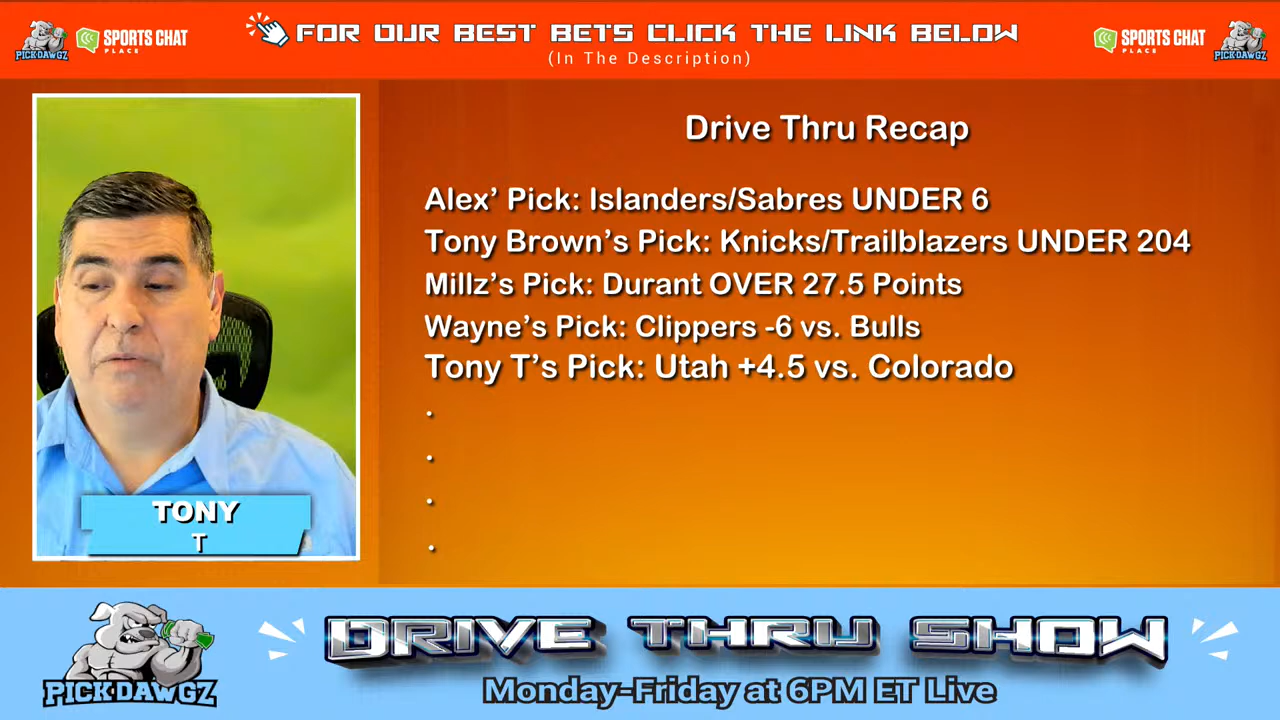 PICKDAWGZ
SPORTS CHAT
PLACE
FOR OUR BEST BETS CLICK THE LINK BELOW
(In The Description)
SPORTS CHAT
PLACE
PICKDAWGZ
Drive Thru Recap
Alex’ Pick: Islanders/Sabres UNDER 6
Tony Brown’s Pick: Knicks/Trailblazers UNDER 204
Millz’s Pick: Durant OVER 27.5 Points
Wayne’s Pick: Clippers -6 vs. Bulls
Tony T’s Pick: Utah +4.5 vs. Colorado
.
.
.
.
TONY
T
PICKDAWGZ
DRIVE THRU SHOW
Monday-Friday at 6PM ET Live